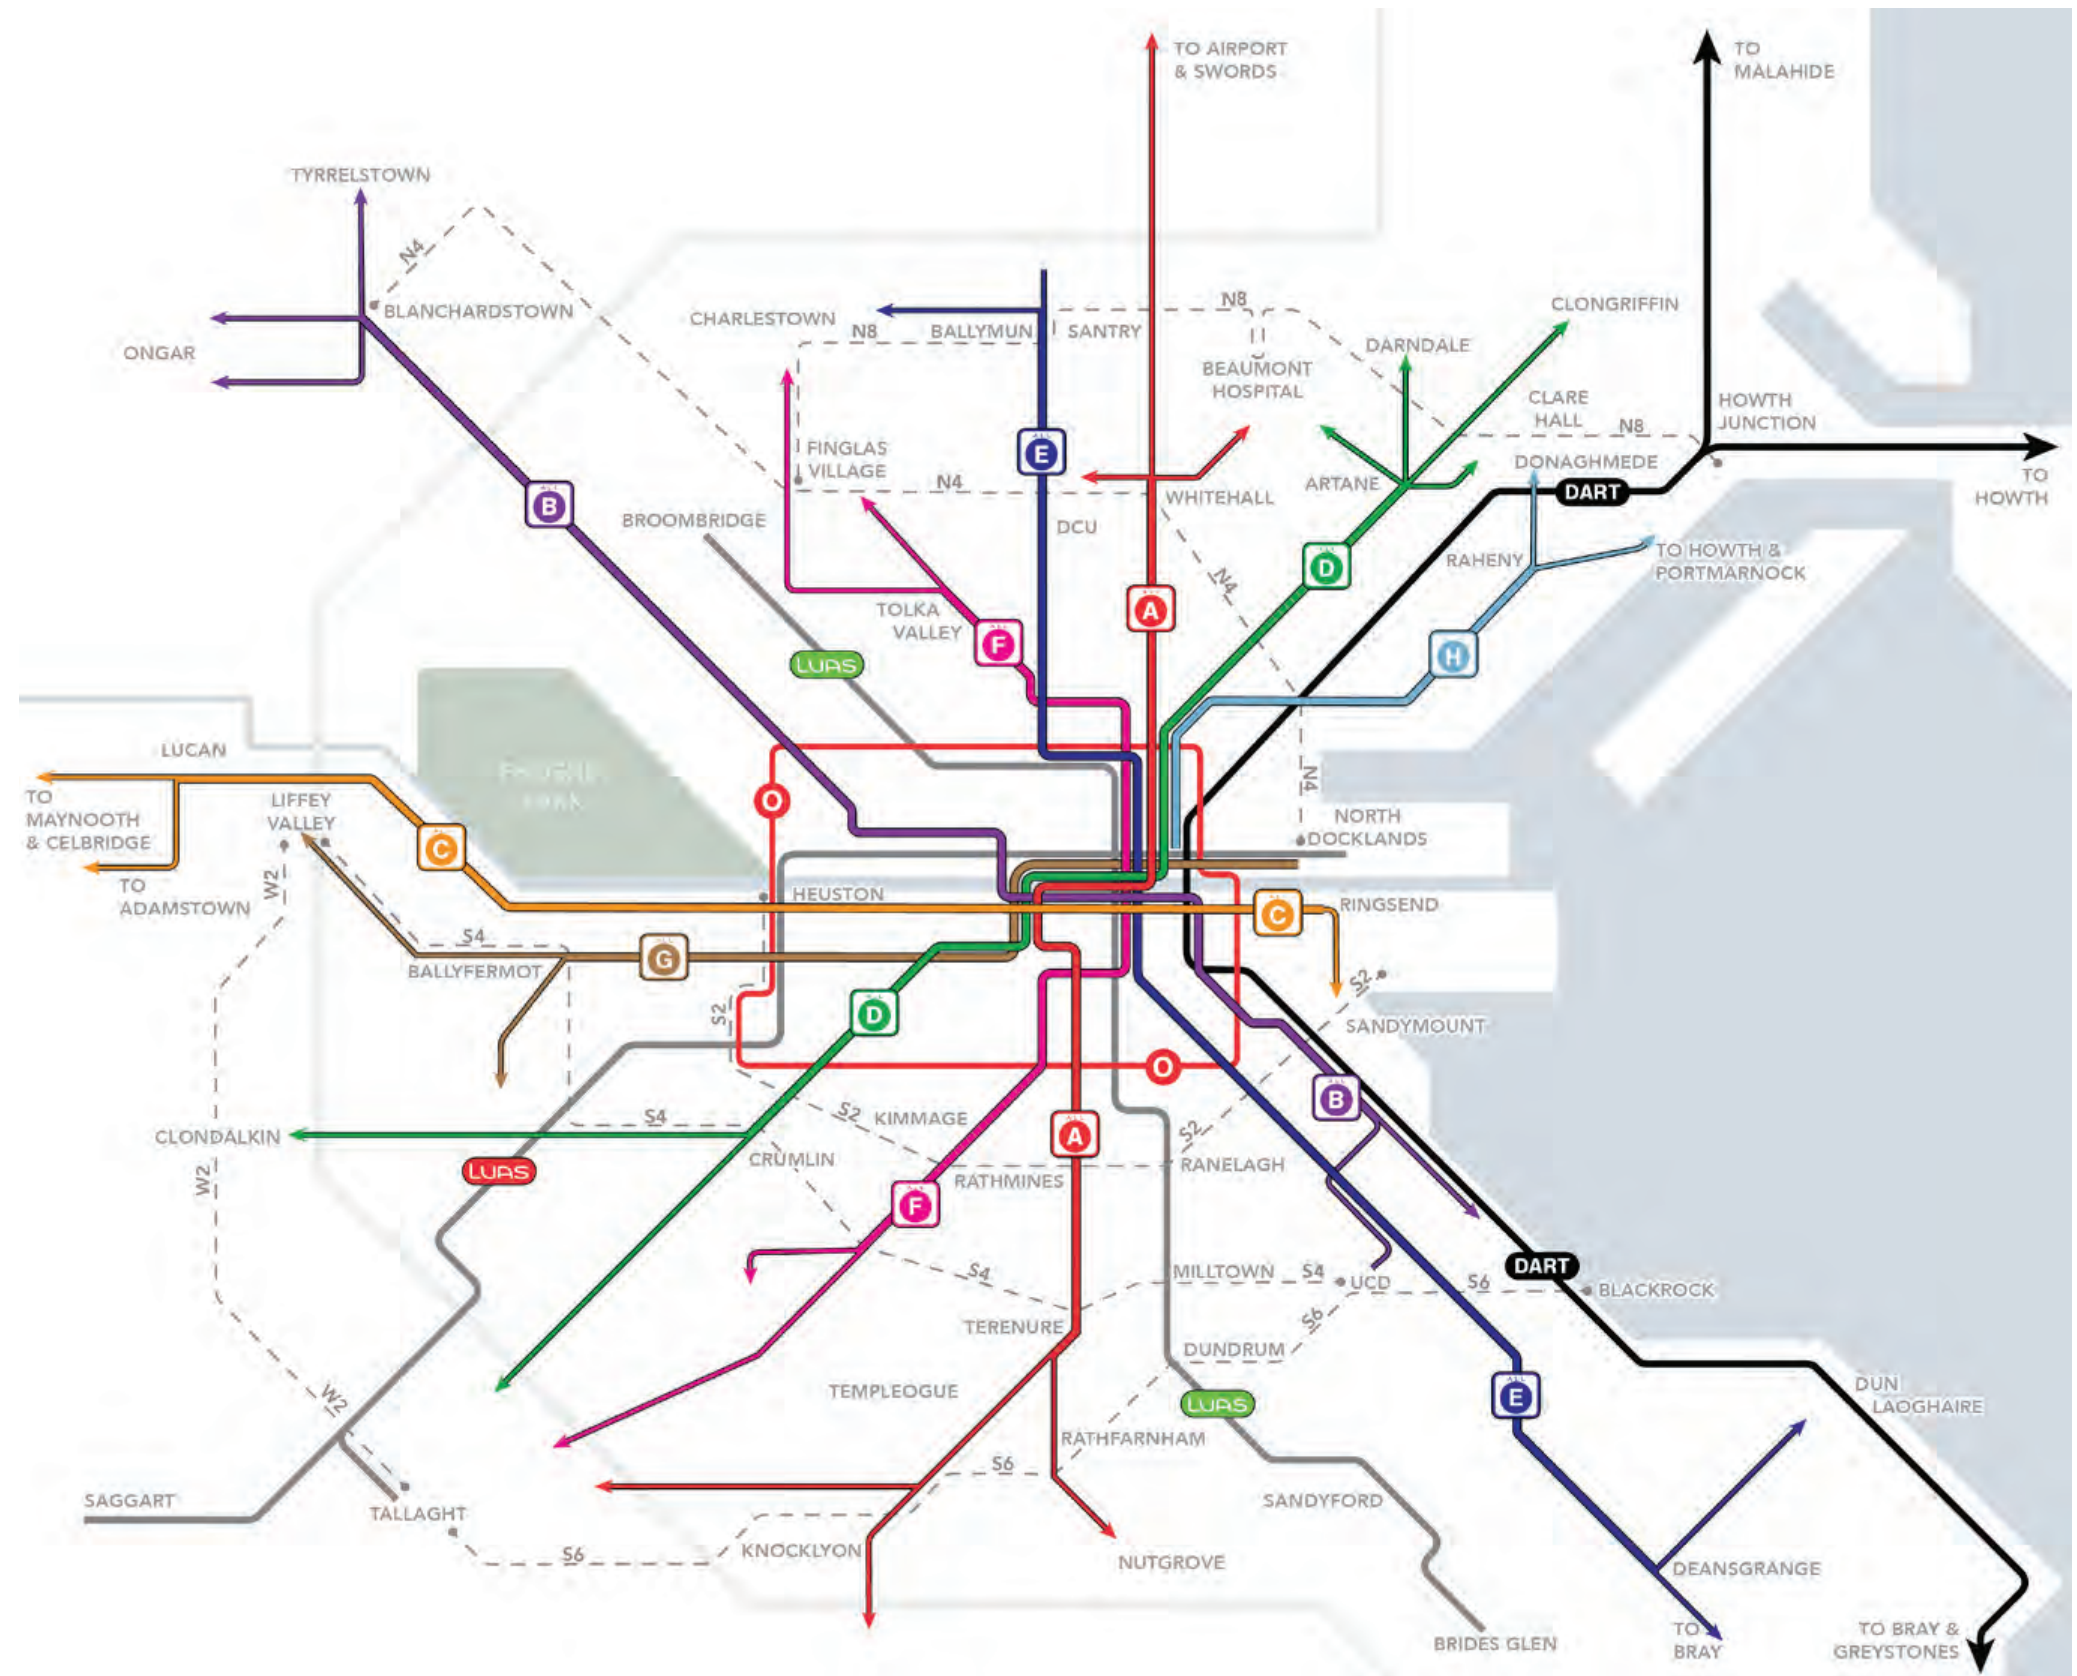 TO AIRPORT
& SWORDS
TO
MALAHIDE
TYRRELSTOWN
N4
BLANCHARDSTOWN
ONGAR
CHARLESTOWN
N8
BALLYMUN
SANTRY
N8
BEAUMONT
HOSPITAL
CLONGRIFFIN
DARNDALE
CLARE
HALL
N8
HOWTH
JUNCTION
TO
HOWTH
DONAGHMEDE
DART
E
FINGLAS
VILLAGE
N4
WHITEHALL
ARTANE
B
BROOMBRIDGE
DCU
D
RAHENY
TO HOWTH &
PORTMARNOCK
N4
A
TOLKA
VALLEY
F
H
LUAS
LUCAN
PHOENIX
PARK
N4
TO
MAYNOOTH
& CELBRIDGE
LIFFEY
VALLEY
O
C
NORTH
DOCKLANDS
TO
ADAMSTOWN
W2
HEUSTON
C
RINGSEND
S4
BALLYFERMOT
G
S2
S2
D
SANDYMOUNT
O
B
CLONDALKIN
S4
S2
KIMMAGE
A
S2
W2
LUAS
CRUMLIN
RATHMINES
RANELAGH
F
S4
MILLTOWN
S4
UCD
S6
DART
BLACKROCK
TERENURE
S6
DUNDRUM
W2
TEMPLEOGUE
LUAS
E
DUN
LAOGHAIRE
RATHFARNHAM
S6
SAGGART
TALLAGHT
SANDYFORD
S6
KNOCKLYON
NUTGROVE
DEANSGRANGE
BRIDES GLEN
TO
BRAY
TO BRAY &
GREYSTONES